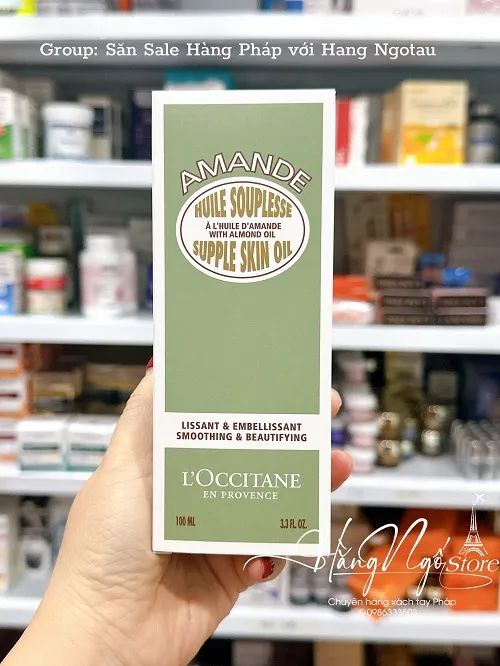 Group: Săn Sale Hàng Pháp với Hang Ngotau
AMANDE
HUILE SOUPLESSE
À L'HUILE D'AMANDE
WITH ALMOND OIL
SUPPLE SKIN OIL
LISSANT & EMBELLISSANT
SMOOTHING & BEAUTIFYING
L'OCCITANE
EN PROVENCE
100 ML 3.3 FL. OZ.
Hằng Ngố Store
Chuyên hàng xách tay Pháp
0986333503